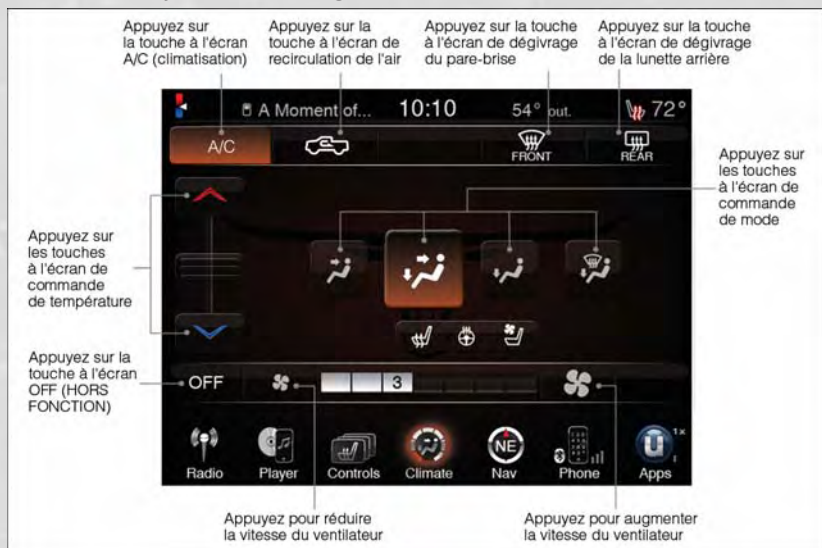 Appuyez sur
la touche à l'écran
A/C (climatisation)
Appuyez sur la
touche à l'écran de
recirculation de l'air
Appuyez sur la touche
à l'écran de dégivrage
du pare-brise
Appuyez sur la touche
à l'écran de dégivrage
de la lunette arrière
A Moment of... 10:10 54° out. 72°
A/C
FRONT
REAR
Appuyez sur
les touches
à l'écran de
commande
de mode
Appuyez sur
les touches
à l'écran de
commande
de température
Appuyez sur la
touche à l'écran
OFF (HORS
FONCTION)
OFF
3
NE
U
1x
Radio Player Controls Climate Nav Phone Apps
Appuyez pour réduire
la vitesse du ventilateur
Appuyez pour augmenter
la vitesse du ventilateur